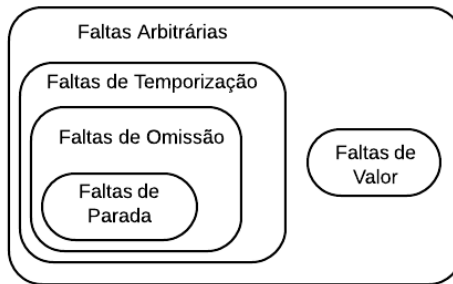 Faltas Arbitrárias
Faltas de Temporização
Faltas de Omissão
Faltas de
Parada
Faltas de
Valor